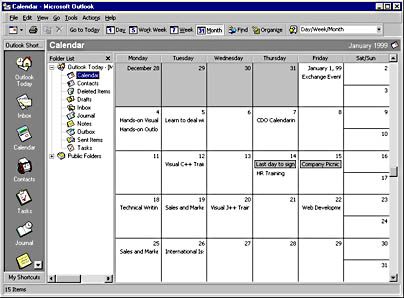 Calendar - Microsoft Outlook
File Edit View Go Tools Actions Help
Go to Today 1 Day 5 Work Week 7 Week 31 Month Find Organize Day/Week/Month
Outlook Short... Calendar January 1999
Folder List
Outlook Today
Calendar
Contacts
Deleted Items
Drafts
Inbox
Journal
Notes
Outbox
Sent Items
Tasks
Public Folders
Outlook Today
Inbox
Calendar
Contacts
Tasks
Journal
My Shortcuts
Monday Tuesday Wednesday Thursday Friday Sat/Sun
December 28 29 30 31 January 1, 99 2
Exchange Even
3
4 5 6 7 8 9
Hands-on Visual Learn to deal wi CDO Calendarin
Hands-on Outlo
10
11 12 13 14 15 16
Visual C++ Trai Last day to sign Company Picnic
HR Training
17
18 19 20 21 22 23
Technical Writin Sales and Marke Visual J++ Train Web Developme
24
25 26 27 28 29 30
Sales and Marke International Is
31
15 Items